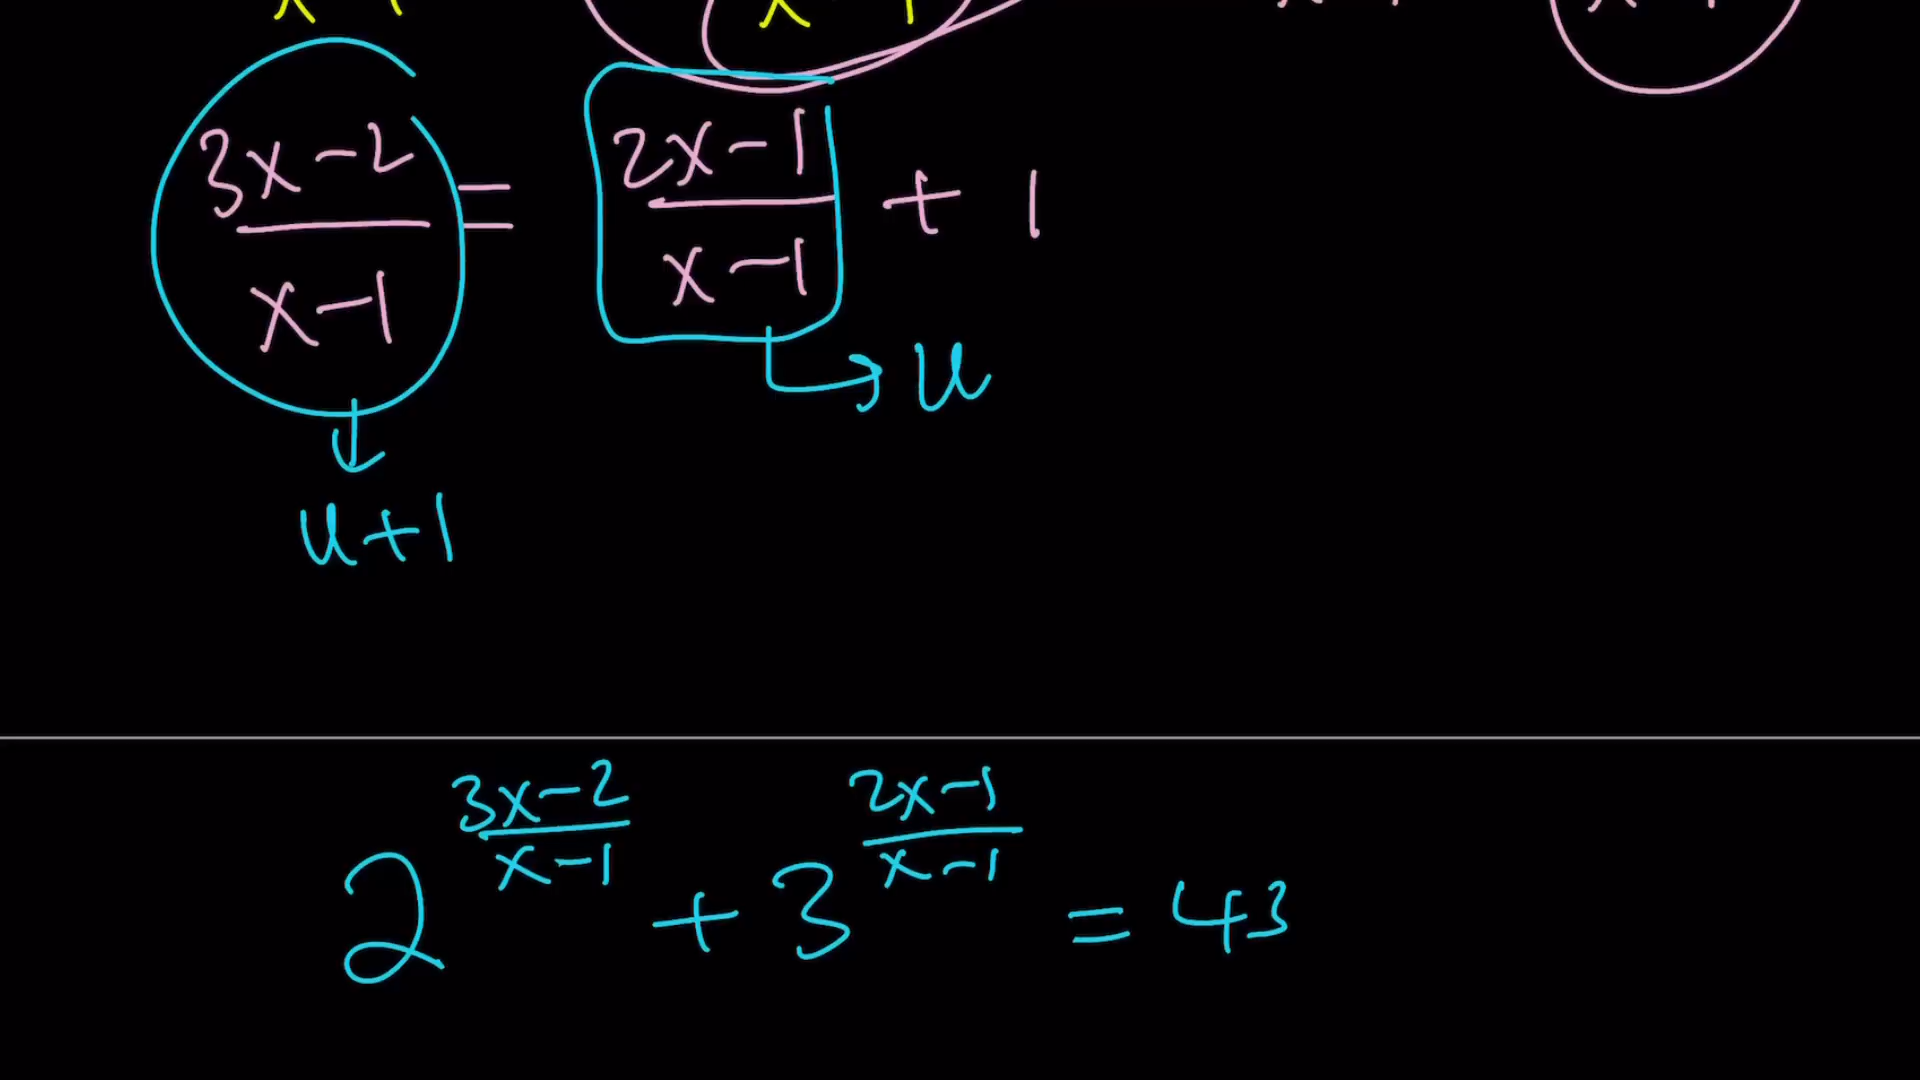 3x-2/x-1 = 2x-1/x-1 + 1
u
u+1
2^(3x-2/x-1) + 3^(2x-1/x-1) = 43